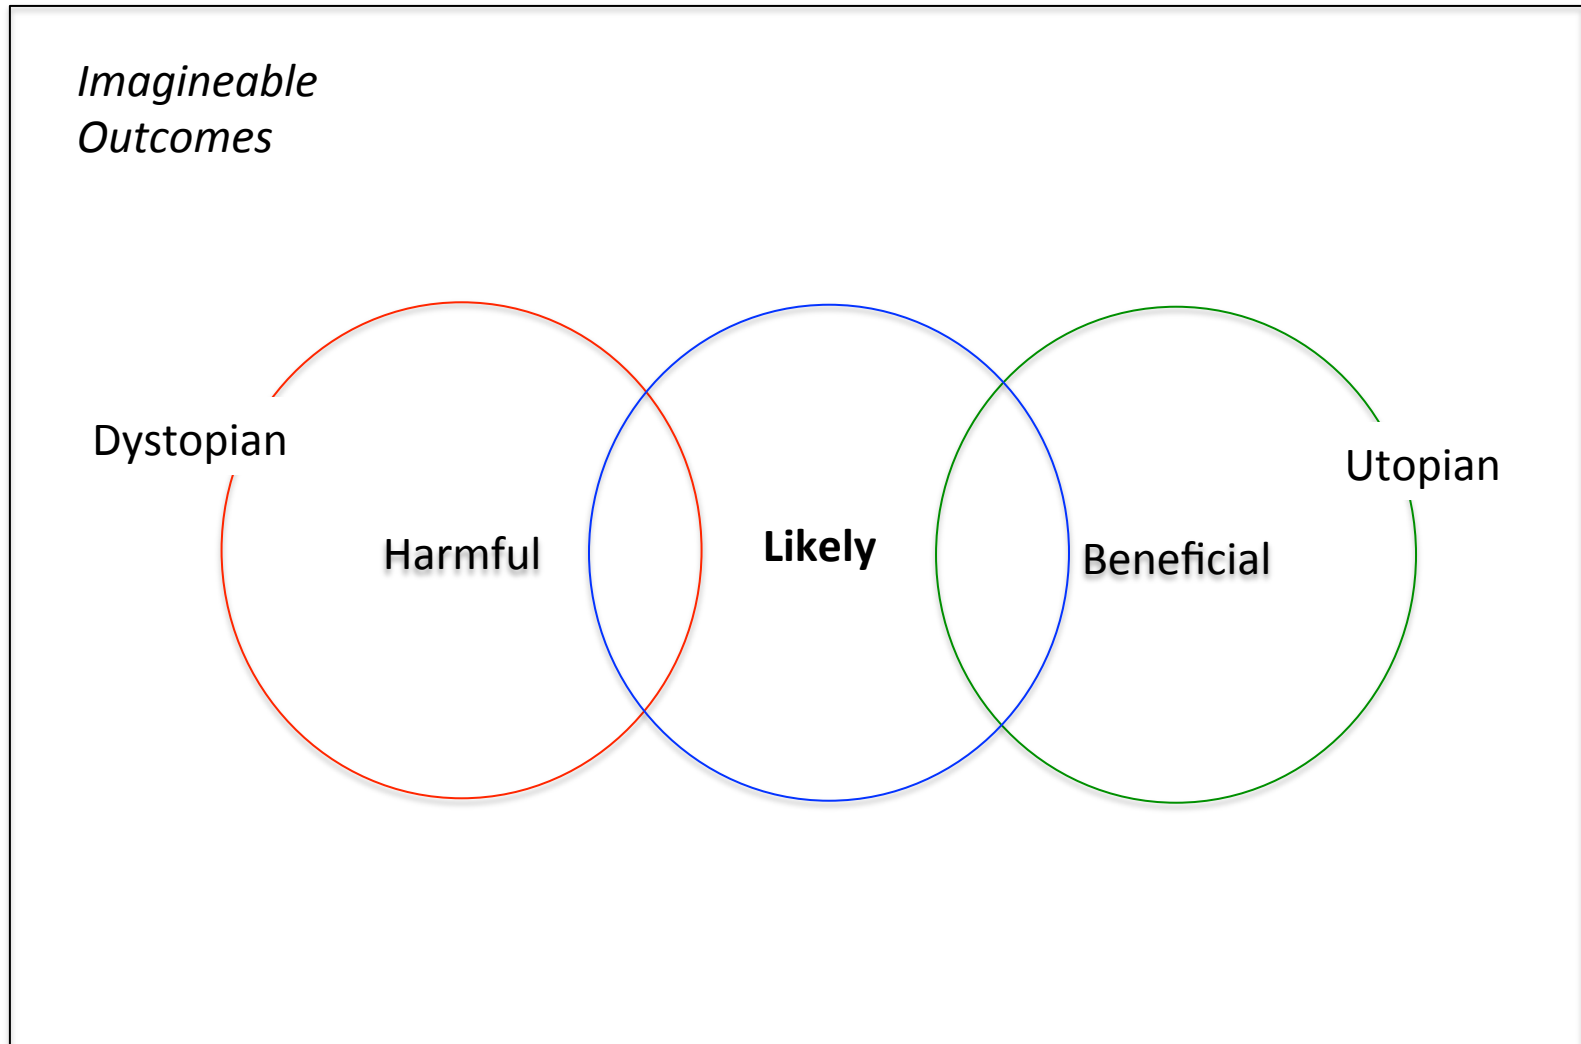 Imagineable
Outcomes
Dystopian
Utopian
Harmful
Likely
Beneficial